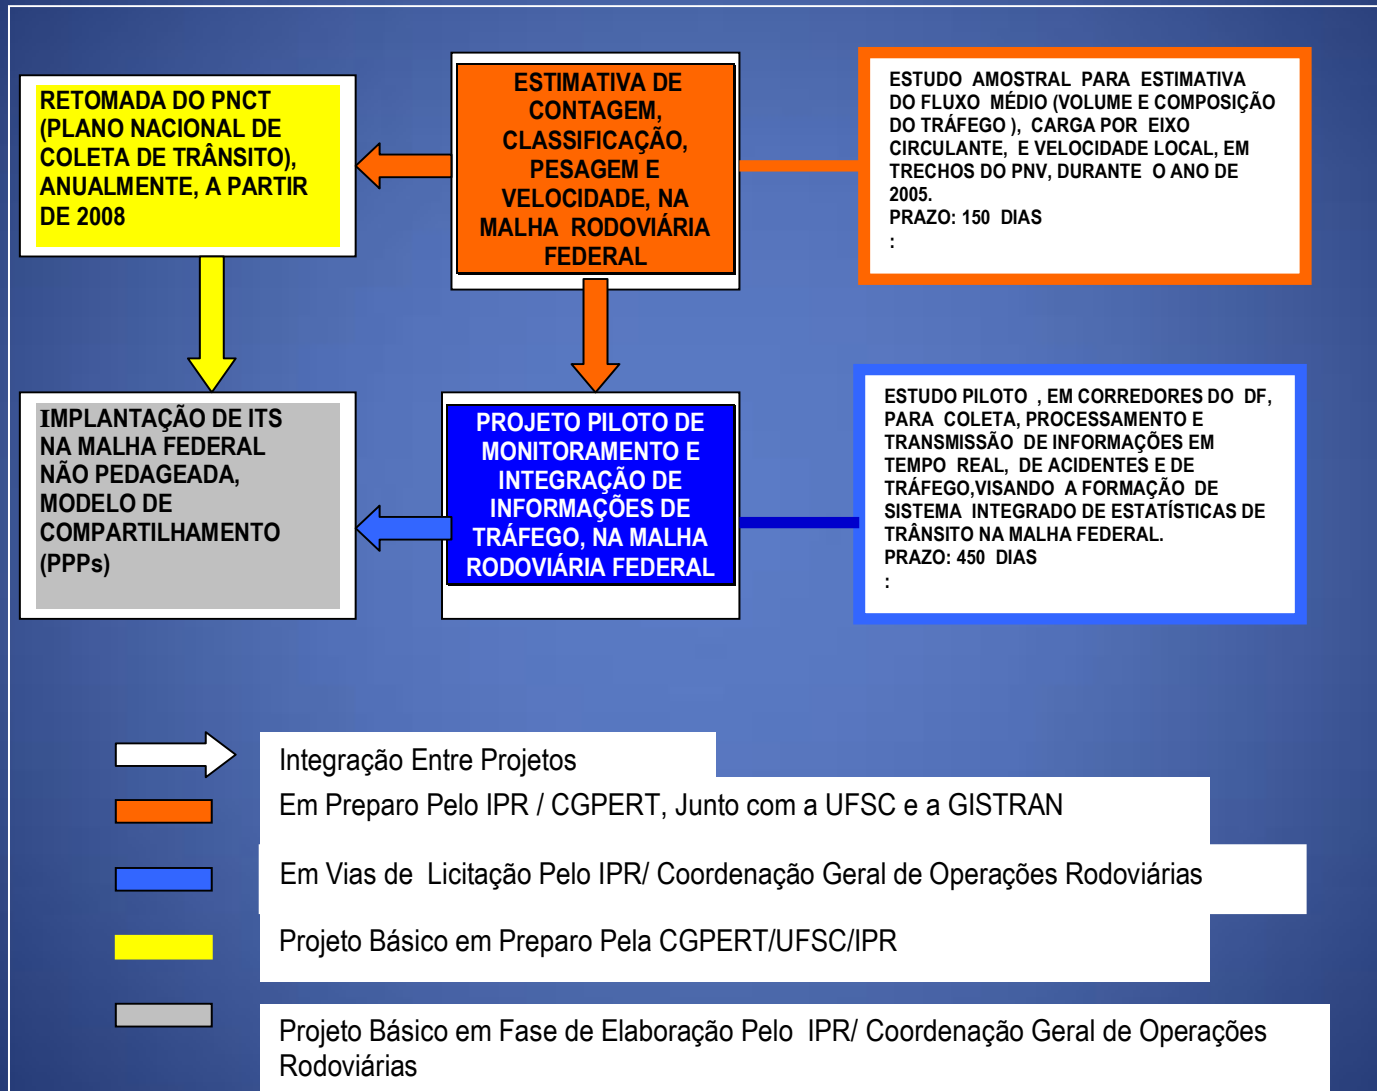 RETOMADA DO PNCT
(PLANO NACIONAL DE
COLETA DE TRÂNSITO),
ANUALMENTE, A PARTIR
DE 2008
ESTIMATIVA DE
CONTAGEM,
CLASSIFICAÇÃO,
PESAGEM E
VELOCIDADE, NA
MALHA RODOVIÁRIA
FEDERAL
ESTUDO AMOSTRAL PARA ESTIMATIVA
DO FLUXO MÉDIO (VOLUME E COMPOSIÇÃO
DO TRÁFEGO ), CARGA POR EIXO
CIRCULANTE, E VELOCIDADE LOCAL, EM
TRECHOS DO PNV, DURANTE O ANO DE
2005.
PRAZO: 150 DIAS
:
IMPLANTAÇÃO DE ITS
NA MALHA FEDERAL
NÃO PEDAGEADA,
MODELO DE
COMPARTILHAMENTO
(PPPs)
PROJETO PILOTO DE
MONITORAMENTO E
INTEGRAÇÃO DE
INFORMAÇÕES DE
TRÁFEGO, NA MALHA
RODOVIÁRIA FEDERAL
ESTUDO PILOTO , EM CORREDORES DO DF,
PARA COLETA, PROCESSAMENTO E
TRANSMISSÃO DE INFORMAÇÕES EM
TEMPO REAL, DE ACIDENTES E DE
TRÁFEGO,VISANDO A FORMAÇÃO DE
SISTEMA INTEGRADO DE ESTATÍSTICAS DE
TRÂNSITO NA MALHA FEDERAL.
PRAZO: 450 DIAS
:
Integração Entre Projetos
Em Preparo Pelo IPR / CGPERT, Junto com a UFSC e a GISTRAN
Em Vias de Licitação Pelo IPR/ Coordenação Geral de Operações Rodoviárias
Projeto Básico em Preparo Pela CGPERT/UFSC/IPR
Projeto Básico em Fase de Elaboração Pelo IPR/ Coordenação Geral de Operações
Rodoviárias